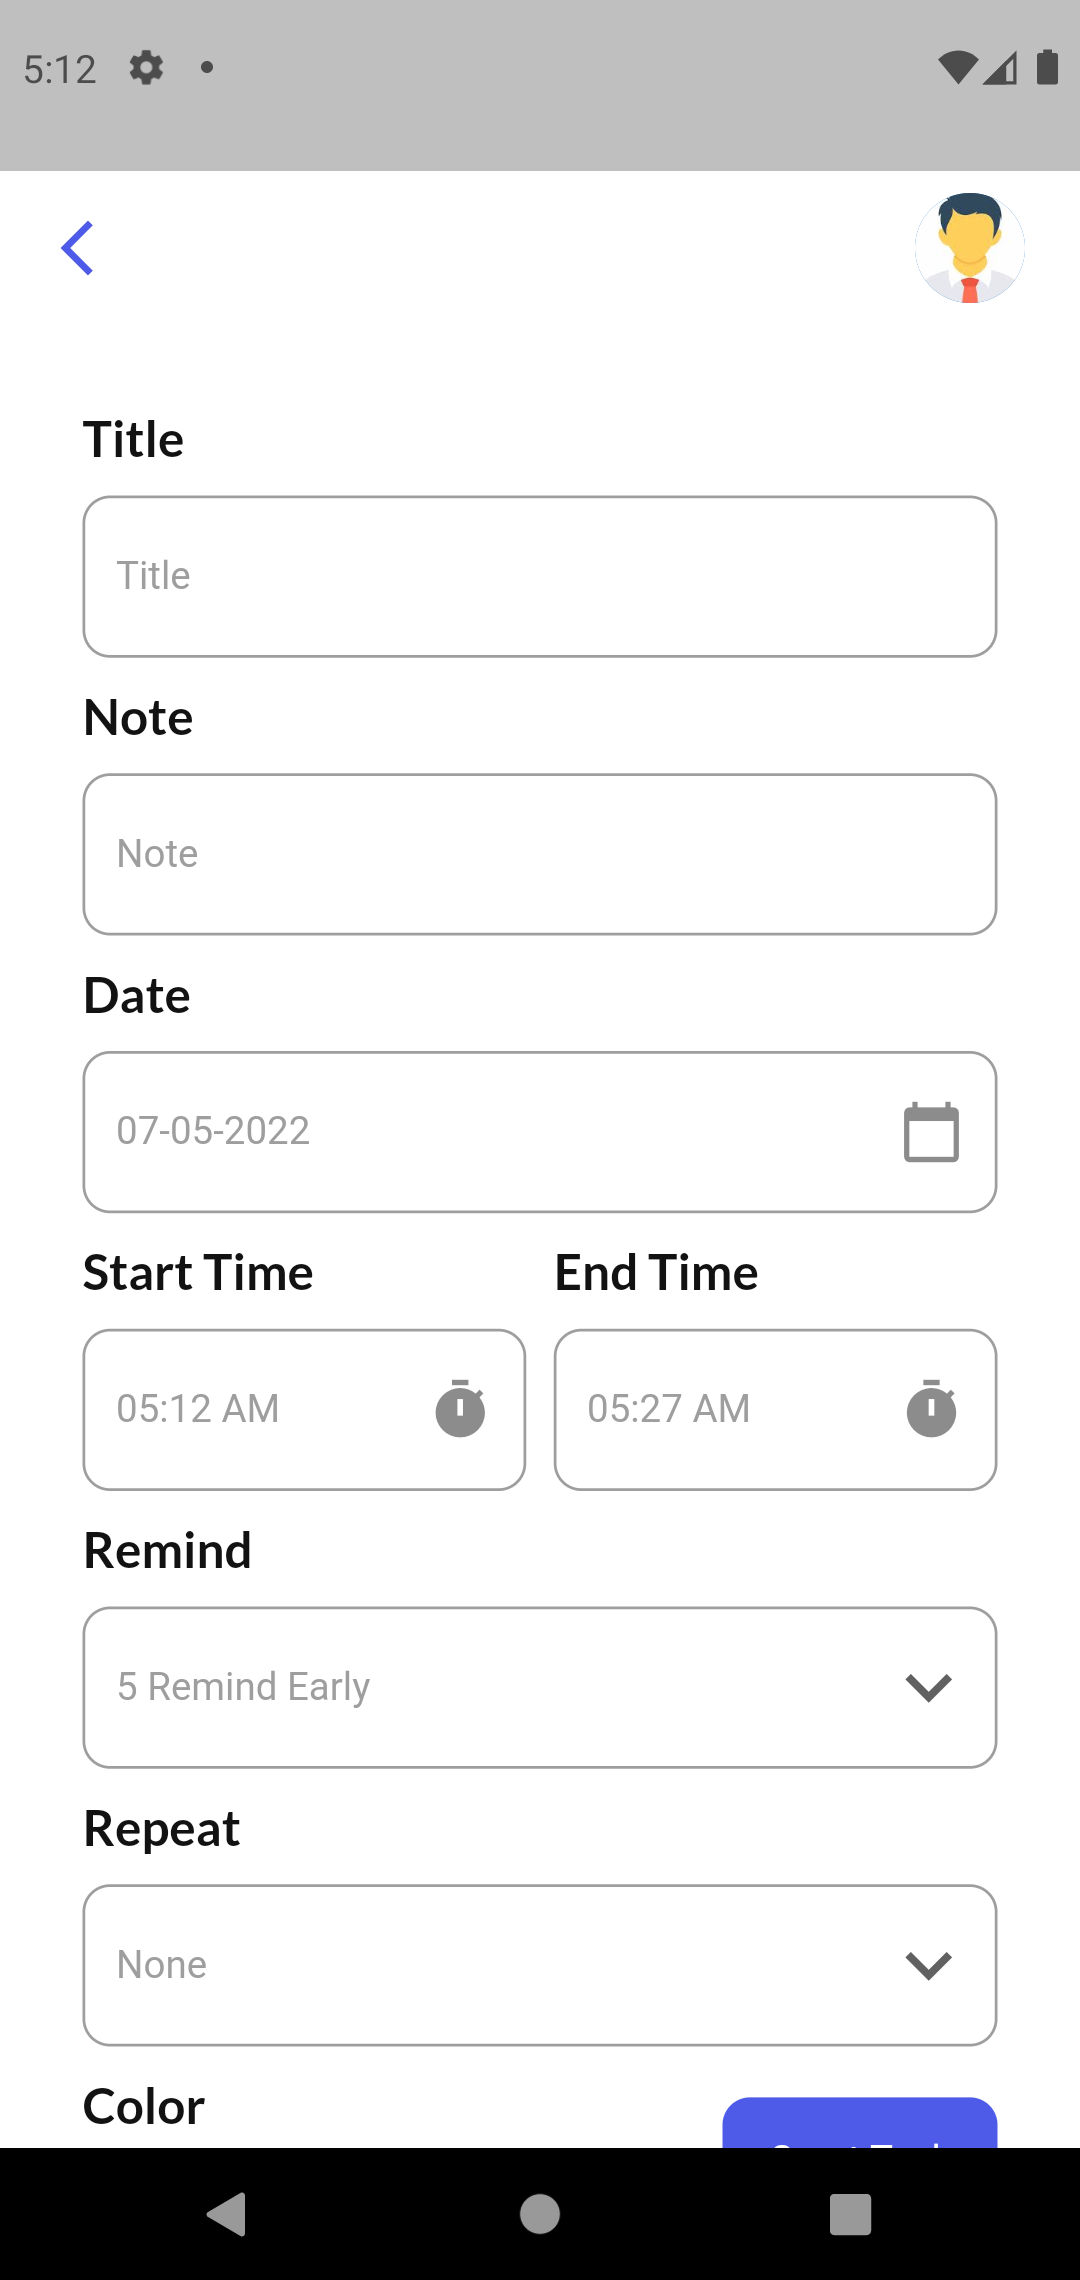 5:12
Title
Title
Note
Note
Date
07-05-2022
Start Time
End Time
05:12 AM
05:27 AM
Remind
5 Remind Early
Repeat
None
Color